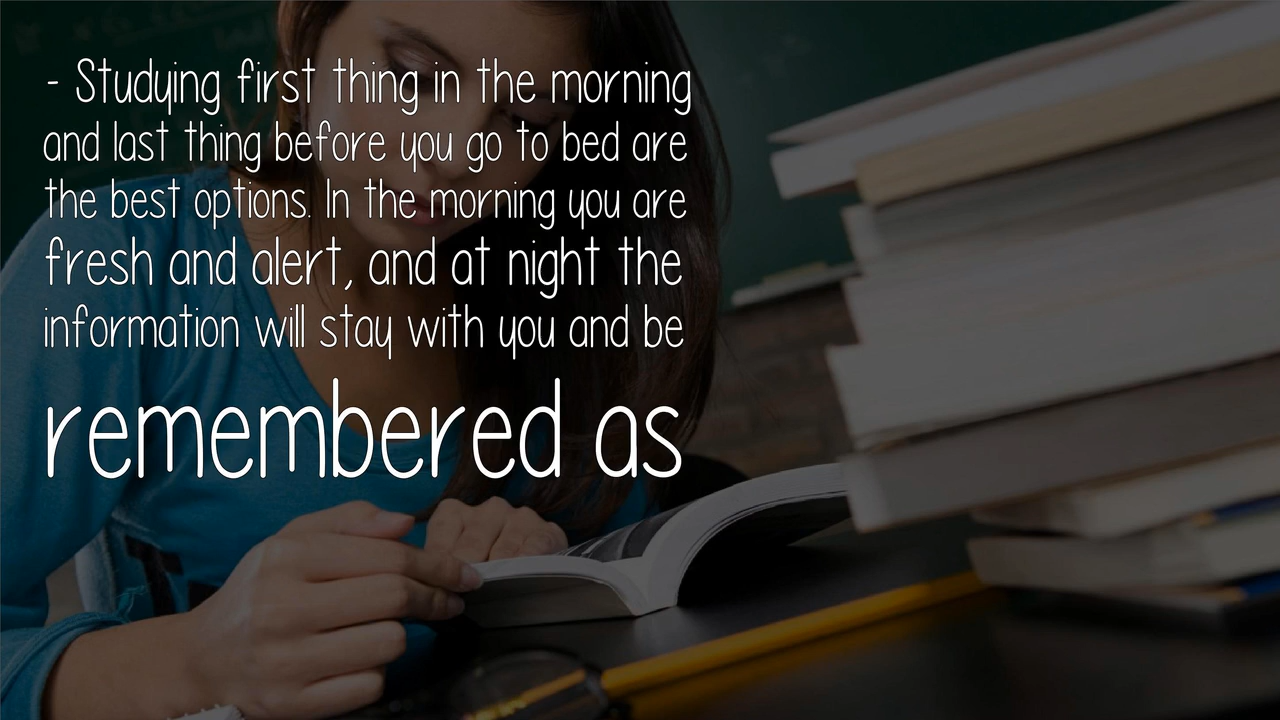 - Studying first thing in the morning
and last thing before you go to bed are
the best options. In the morning you are
fresh and alert, and at night the
information will stay with you and be
remembered as